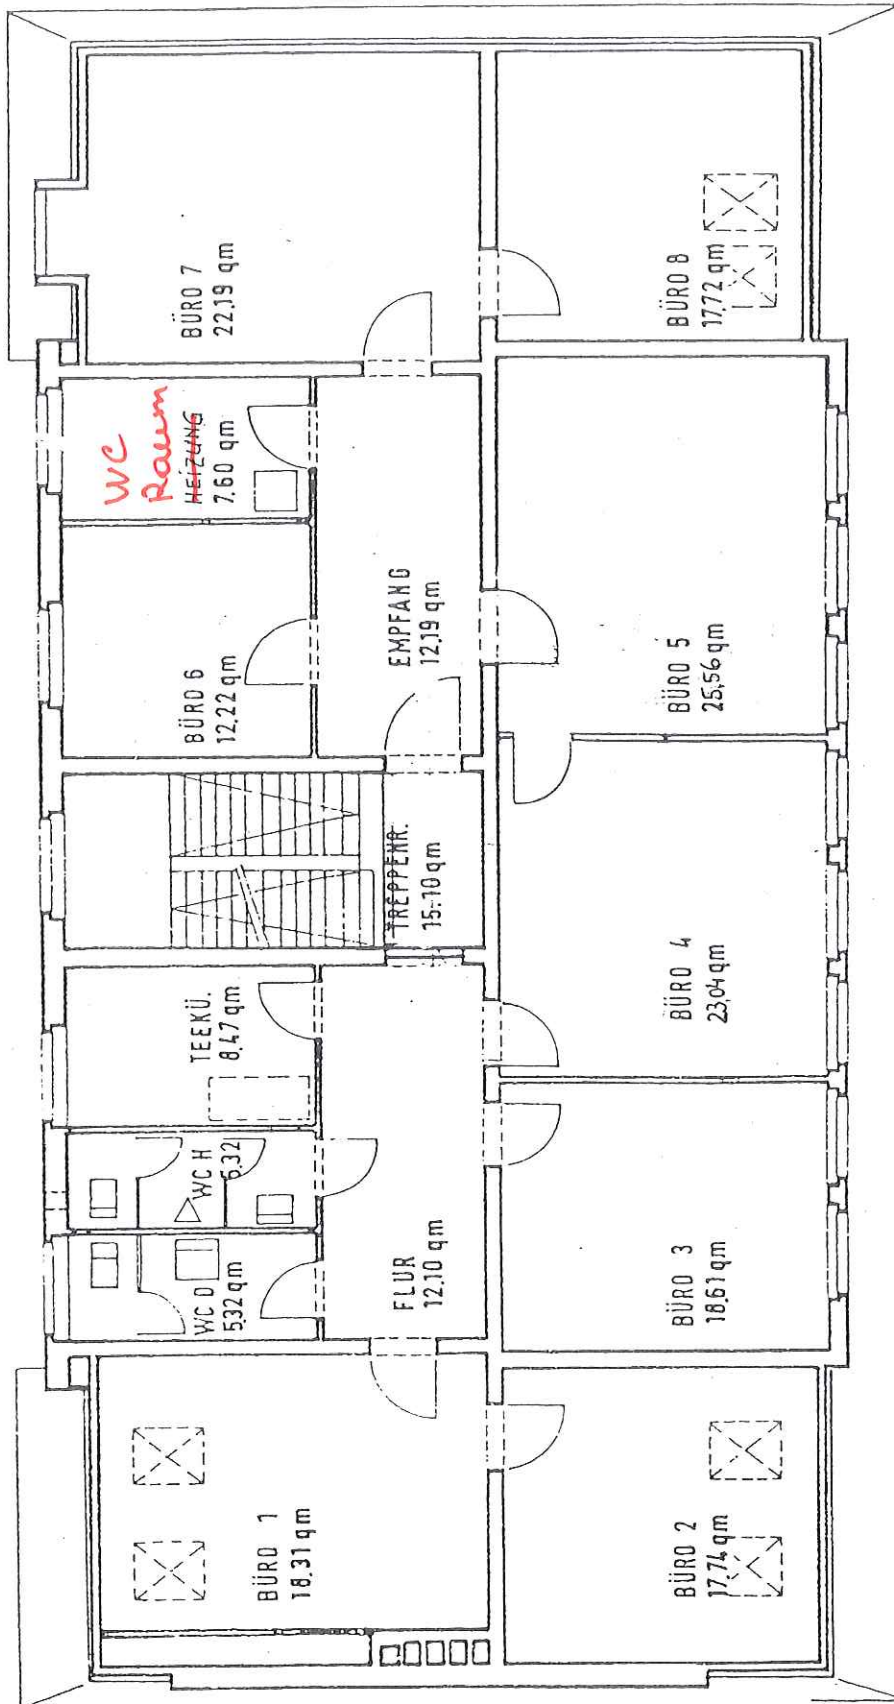 BÜRO 7
22,19 qm
BÜRO 8
17,72 qm
WC
Raum
HEIZUNG
7,60 qm
BÜRO 6
12,22 qm
EMPFANG
12,19 qm
BÜRO 5
25,56 qm
TREPPENR.
15.10 qm
TEEKÜ.
8,47 qm
BÜRO 4
23,04 qm
WC H
5,32
WC D
5,32 qm
FLUR
12,10 qm
BÜRO 3
18,61 qm
BÜRO 1
18,31 qm
BÜRO 2
17,74 qm